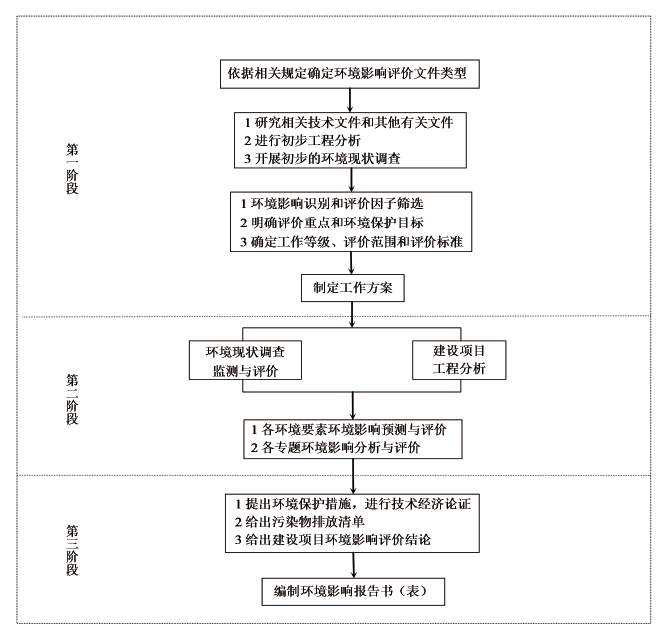 依据相关规定确定环境影响评价文件类型
第一阶段
1 研究相关技术文件和其他有关文件
2 进行初步工程分析
3 开展初步的环境现状调查
1 环境影响识别和评价因子筛选
2 明确评价重点和环境保护目标
3 确定工作等级、评价范围和评价标准
制定工作方案
第二阶段
环境现状调查
监测与评价
建设项目
工程分析
1 各环境要素环境影响预测与评价
2 各专题环境影响分析与评价
第三阶段
1 提出环境保护措施，进行技术经济论证
2 给出污染物排放清单
3 给出建设项目环境影响评价结论
编制环境影响报告书（表）